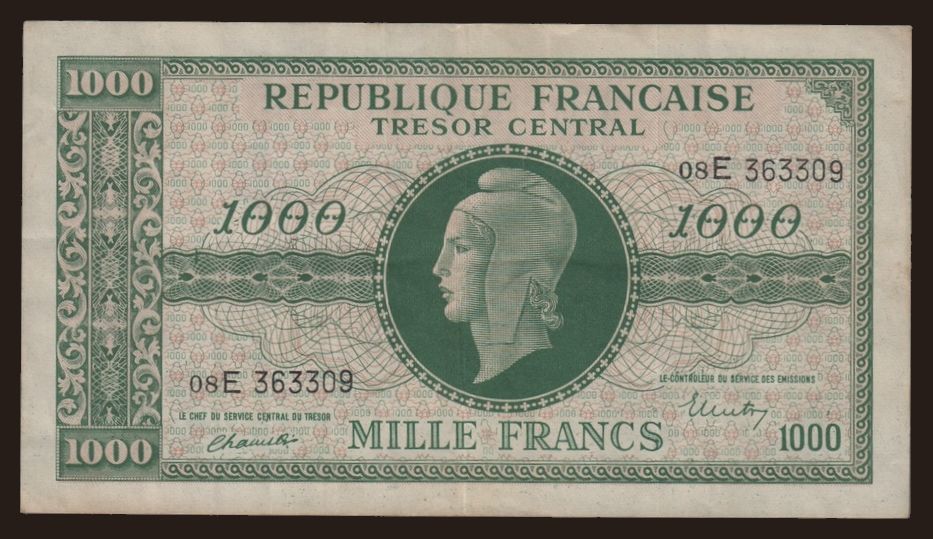 1000
REPUBLIQUE FRANCAISE
TRESOR CENTRAL
08E 363309
1000 1000
08E 363309
LE CONTROLEUR DU SERVICE DES EMISSIONS
LE CHEF DU SERVICE CENTRAL DU TRESOR
1000 MILLE FRANCS 1000